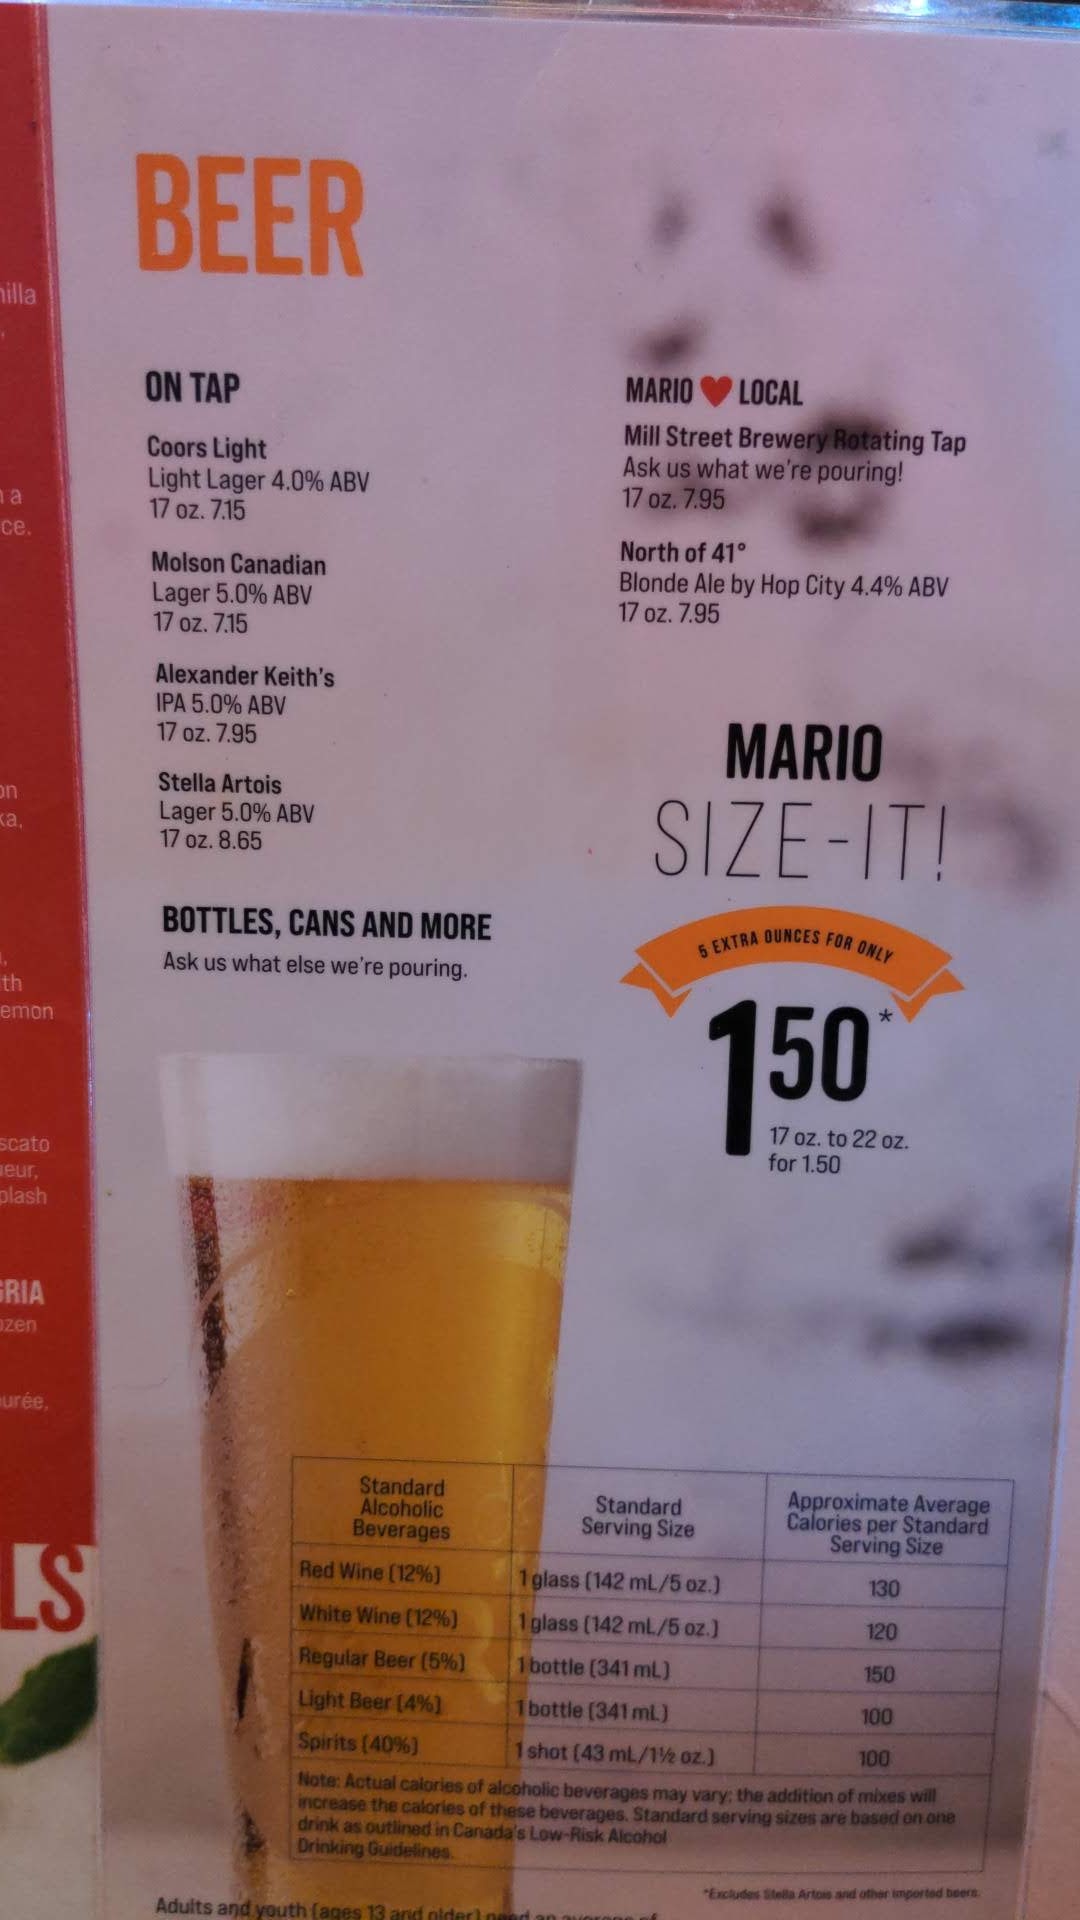 BEER
ON TAP
Coors Light
Light Lager 4.0% ABV
17 oz. 7.15
Molson Canadian
Lager 5.0% ABV
17 oz. 7.15
Alexander Keith's
IPA 5.0% ABV
17 oz. 7.95
Stella Artois
Lager 5.0% ABV
17 oz. 8.65
BOTTLES, CANS AND MORE
Ask us what else we're pouring.
MARIO ♥ LOCAL
Mill Street Brewery Rotating Tap
Ask us what we're pouring!
17 oz. 7.95
North of 41°
Blonde Ale by Hop City 4.4% ABV
17 oz. 7.95
MARIO
SIZE-IT!
5 EXTRA OUNCES FOR ONLY
150*
17 oz. to 22 oz.
for 1.50
Standard Alcoholic Beverages | Standard Serving Size | Approximate Average Calories per Standard Serving Size
Red Wine (12%) 1 glass (142 mL/5 oz.) 130
White Wine (12%) 1 glass (142 mL/5 oz.) 120
Regular Beer (5%) 1 bottle (341 mL) 150
Light Beer (4%) 1 bottle (341 mL) 100
Spirits (40%) 1 shot (43 mL/1½ oz.) 100
Note: Actual calories of alcoholic beverages may vary; the addition of mixes will
increase the calories of these beverages. Standard serving sizes are based on one
drink as outlined in Canada's Low-Risk Alcohol
Drinking Guidelines.
*Excludes Stella Artois and other imported beers.
Adults and youth (ages 13 and older) need an average of